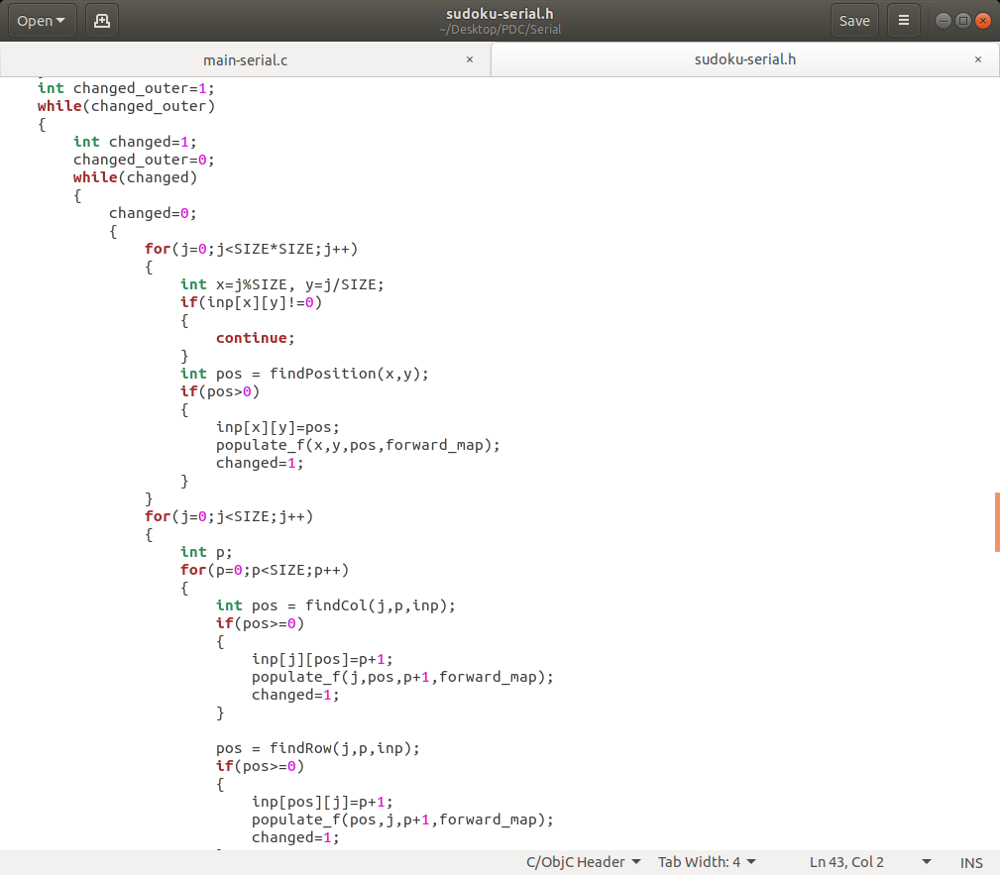 Open
sudoku-serial.h
~/Desktop/PDC/Serial
Save
main-serial.c ×
sudoku-serial.h ×
int changed_outer=1;
while(changed_outer)
{
int changed=1;
changed_outer=0;
while(changed)
{
changed=0;
{
for(j=0;j<SIZE*SIZE;j++)
{
int x=j%SIZE, y=j/SIZE;
if(inp[x][y]!=0)
{
continue;
}
int pos = findPosition(x,y);
if(pos>0)
{
inp[x][y]=pos;
populate_f(x,y,pos,forward_map);
changed=1;
}
}
for(j=0;j<SIZE;j++)
{
int p;
for(p=0;p<SIZE;p++)
{
int pos = findCol(j,p,inp);
if(pos>=0)
{
inp[j][pos]=p+1;
populate_f(j,pos,p+1,forward_map);
changed=1;
}
pos = findRow(j,p,inp);
if(pos>=0)
{
inp[pos][j]=p+1;
populate_f(pos,j,p+1,forward_map);
changed=1;
C/ObjC Header Tab Width: 4 Ln 43, Col 2 INS